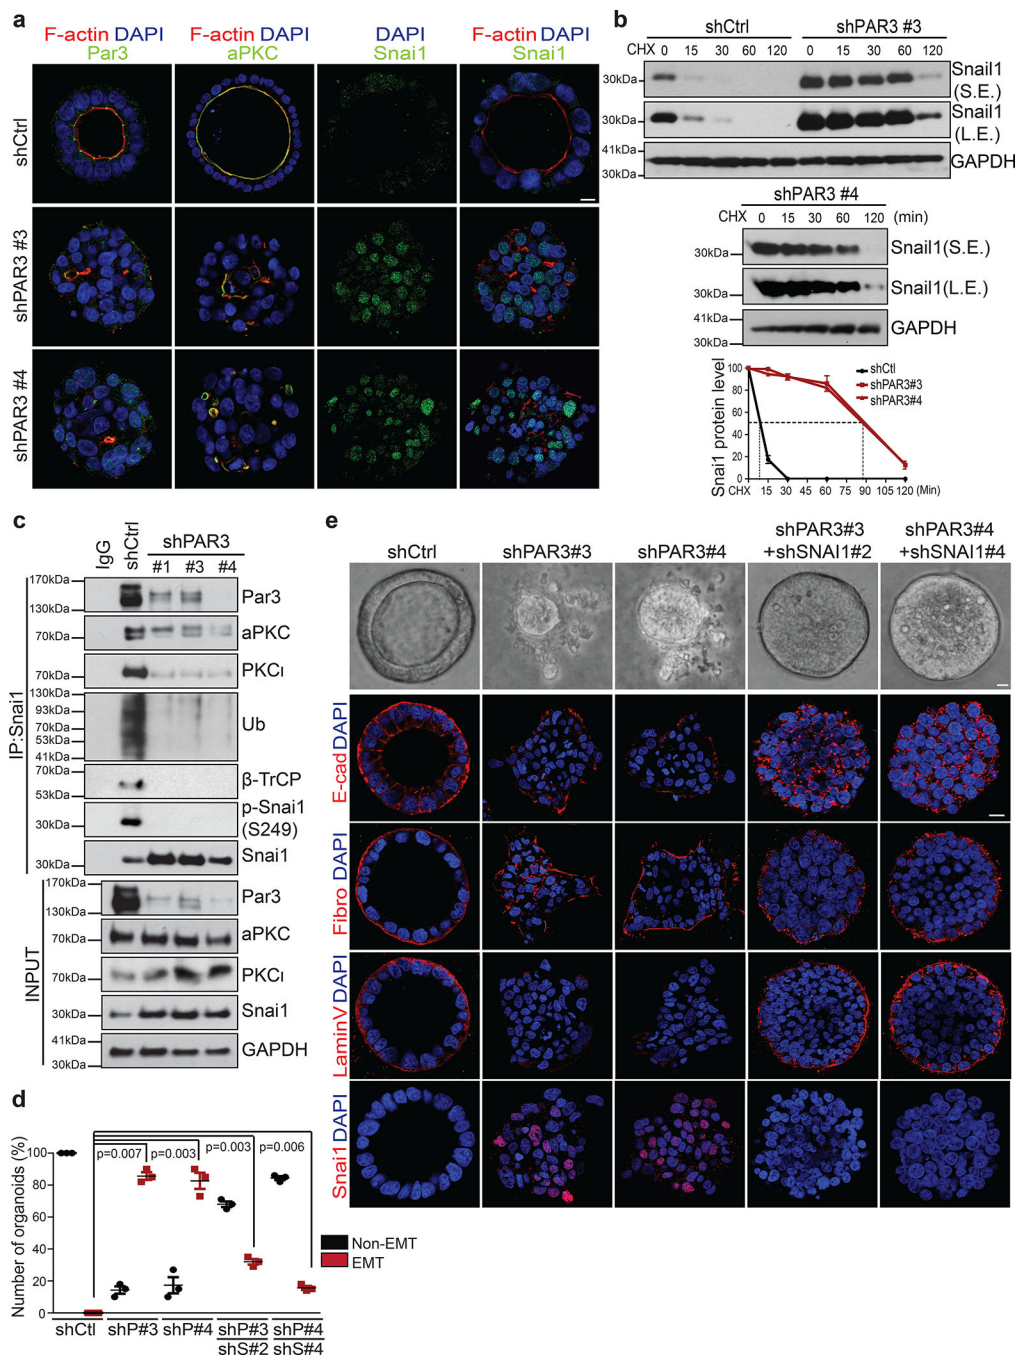 a
F-actin DAPI
Par3
F-actin DAPI
aPKC
DAPI
Snai1
F-actin DAPI
Snai1
shCtrl
shPAR3 #3
shPAR3 #4
b
shCtrl
shPAR3 #3
CHX 0 15 30 60 120 0 15 30 60 120
30kDa
Snail1
(S.E.)
30kDa
Snail1
(L.E.)
41kDa
30kDa
GAPDH
shPAR3 #4
CHX 0 15 30 60 120 (min)
30kDa
Snail1(S.E.)
30kDa
Snail1(L.E.)
41kDa
30kDa
GAPDH
Snai1 protein level
100
80
60
40
20
0
shCtl
shPAR3#3
shPAR3#4
CHX 15 30 45 60 75 90 105 120 (Min)
c
IgG
shCtrl
shPAR3
#1 #3 #4
IP:Snai1
170kDa
130kDa
Par3
70kDa
aPKC
70kDa
PKCι
130kDa
93kDa
70kDa
53kDa
41kDa
Ub
70kDa
53kDa
β-TrCP
30kDa
p-Snai1
(S249)
30kDa
Snai1
INPUT
170kDa
130kDa
Par3
70kDa
aPKC
70kDa
PKCι
30kDa
Snai1
41kDa
30kDa
GAPDH
d
Number of organoids (%)
100
80
60
40
20
0
p=0.007
p=0.003
p=0.003
p=0.006
Non-EMT
EMT
shCtl
shP#3
shP#4
shP#3
shS#2
shP#4
shS#4
e
shCtrl
shPAR3#3
shPAR3#4
shPAR3#3
+shSNAI1#2
shPAR3#4
+shSNAI1#4
E-cad DAPI
Fibro DAPI
LaminV DAPI
Snai1 DAPI